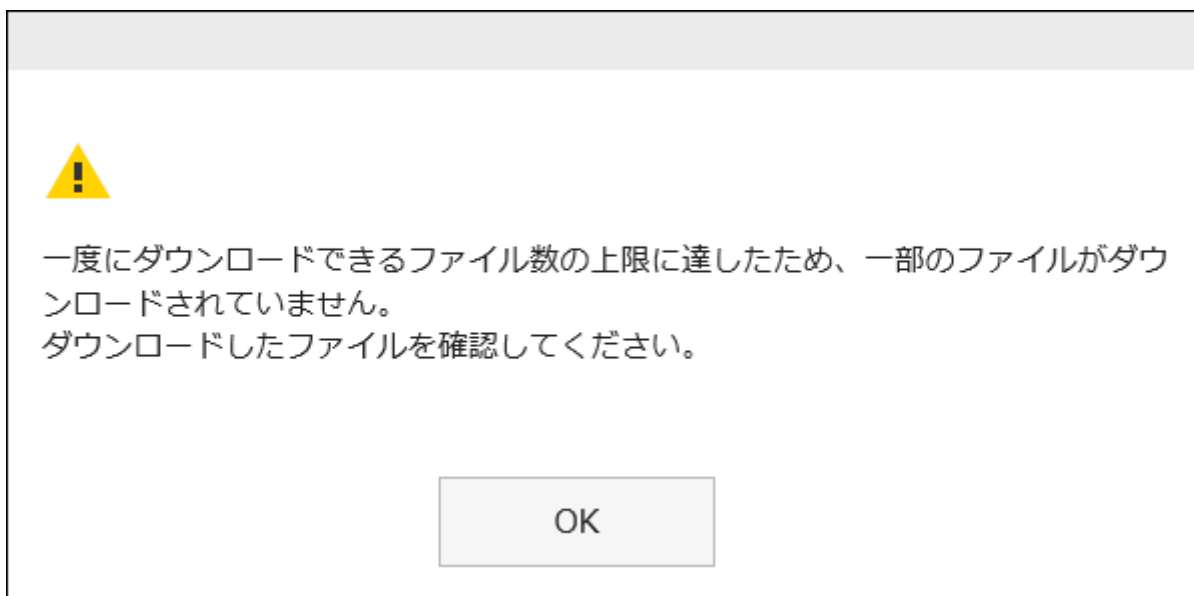 一度にダウンロードできるファイル数の上限に達したため、一部のファイルがダウ
ンロードされていません。
ダウンロードしたファイルを確認してください。
OK